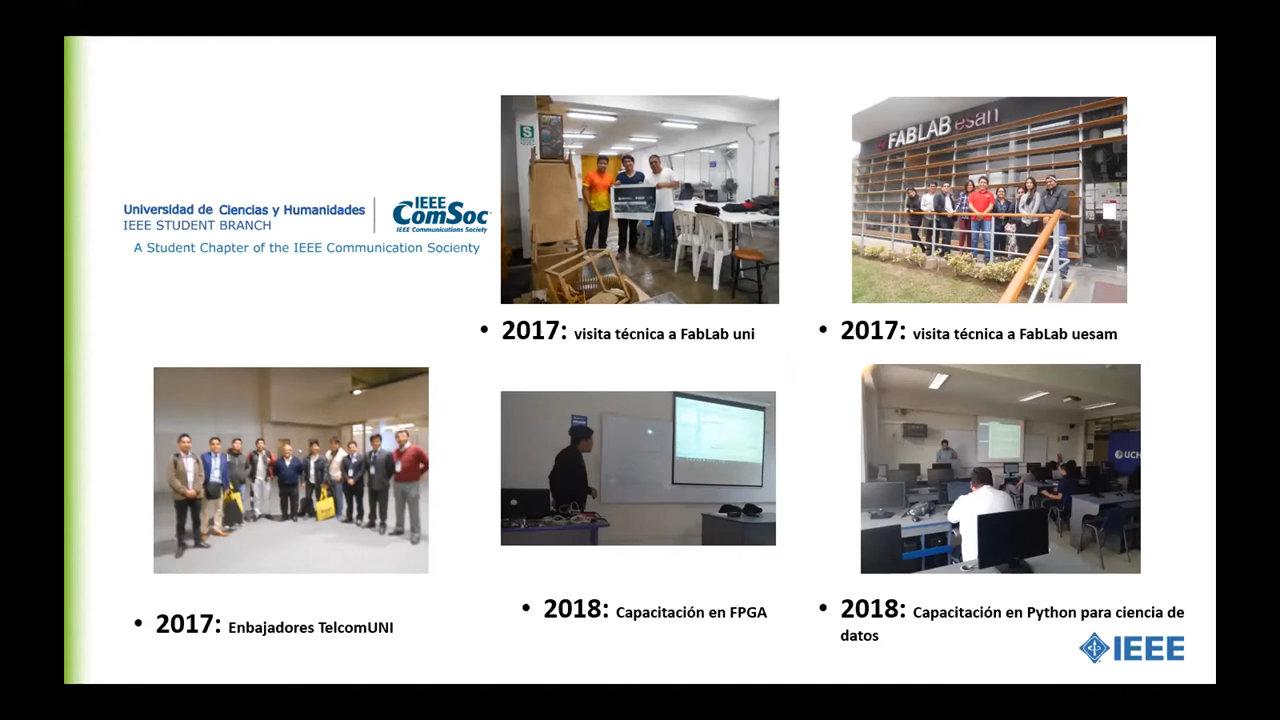 Universidad de Ciencias y Humanidades
IEEE STUDENT BRANCH
IEEE
ComSoc
IEEE Communications Society
A Student Chapter of the IEEE Communication Socienty
S
FABLAB esan
• 2017: visita técnica a FabLab uni
• 2017: visita técnica a FabLab uesam
UCH
• 2017: Enbajadores TelcomUNI
• 2018: Capacitación en FPGA
• 2018: Capacitación en Python para ciencia de
datos
IEEE